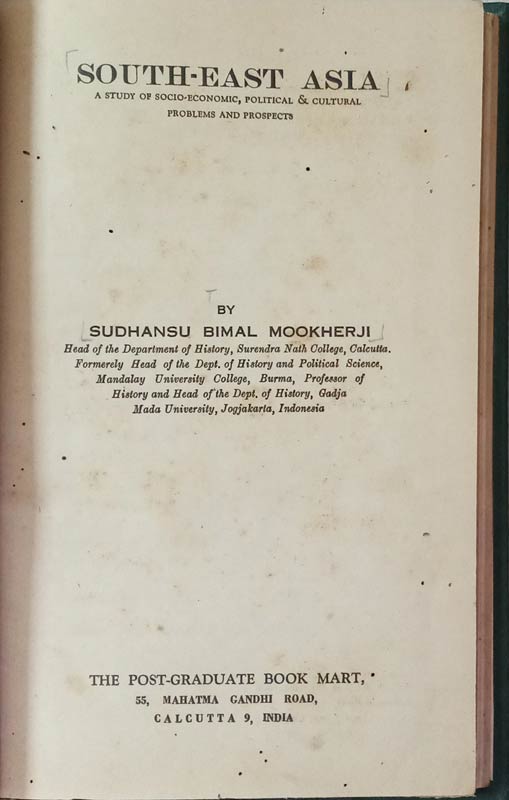 SOUTH-EAST ASIA
A STUDY OF SOCIO-ECONOMIC, POLITICAL & CULTURAL
PROBLEMS AND PROSPECTS
BY
SUDHANSU BIMAL MOOKHERJI
Head of the Department of History, Surendra Nath College, Calcutta.
Formerely Head of the Dept. of History and Political Science,
Mandalay University College, Burma, Professor of
History and Head of the Dept. of History, Gadja
Mada University, Jogjakarta, Indonesia
THE POST-GRADUATE BOOK MART,
55, MAHATMA GANDHI ROAD,
CALCUTTA 9, INDIA